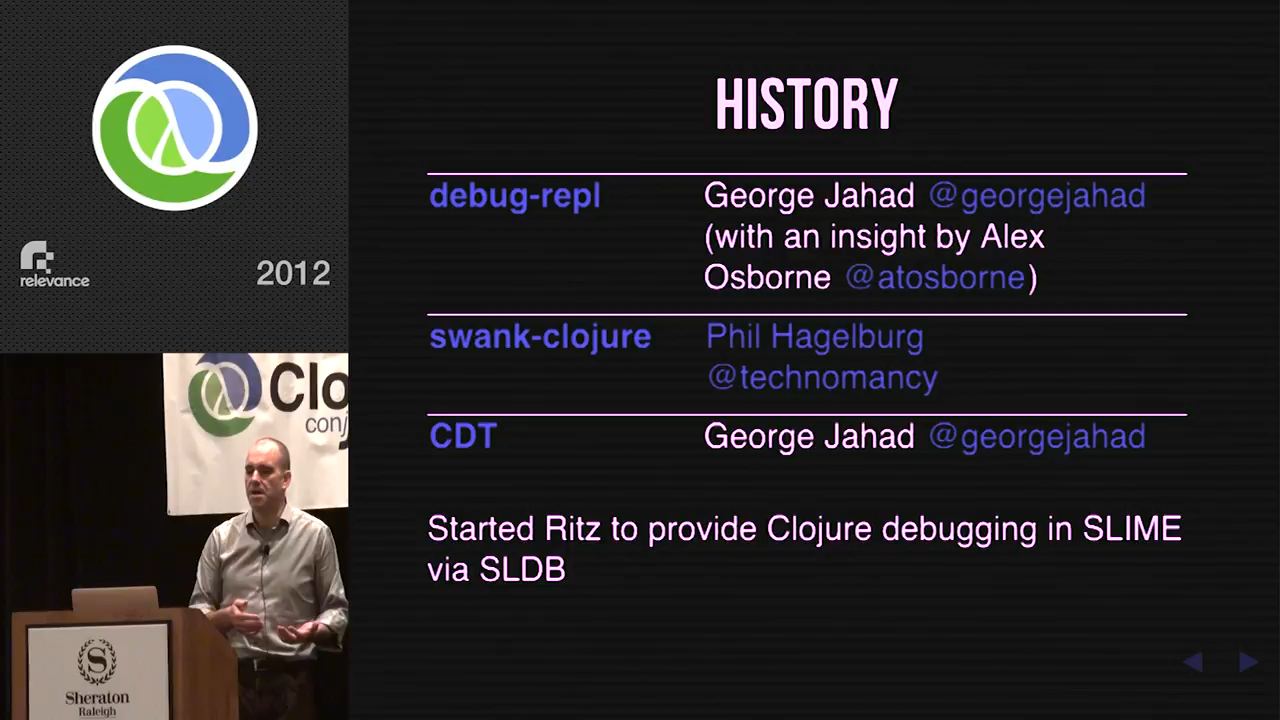 relevance
2012
Clo
conj
Sheraton
Raleigh
HISTORY
debug-repl George Jahad @georgejahad
(with an insight by Alex
Osborne @atosborne)
swank-clojure Phil Hagelburg
@technomancy
CDT George Jahad @georgejahad
Started Ritz to provide Clojure debugging in SLIME
via SLDB